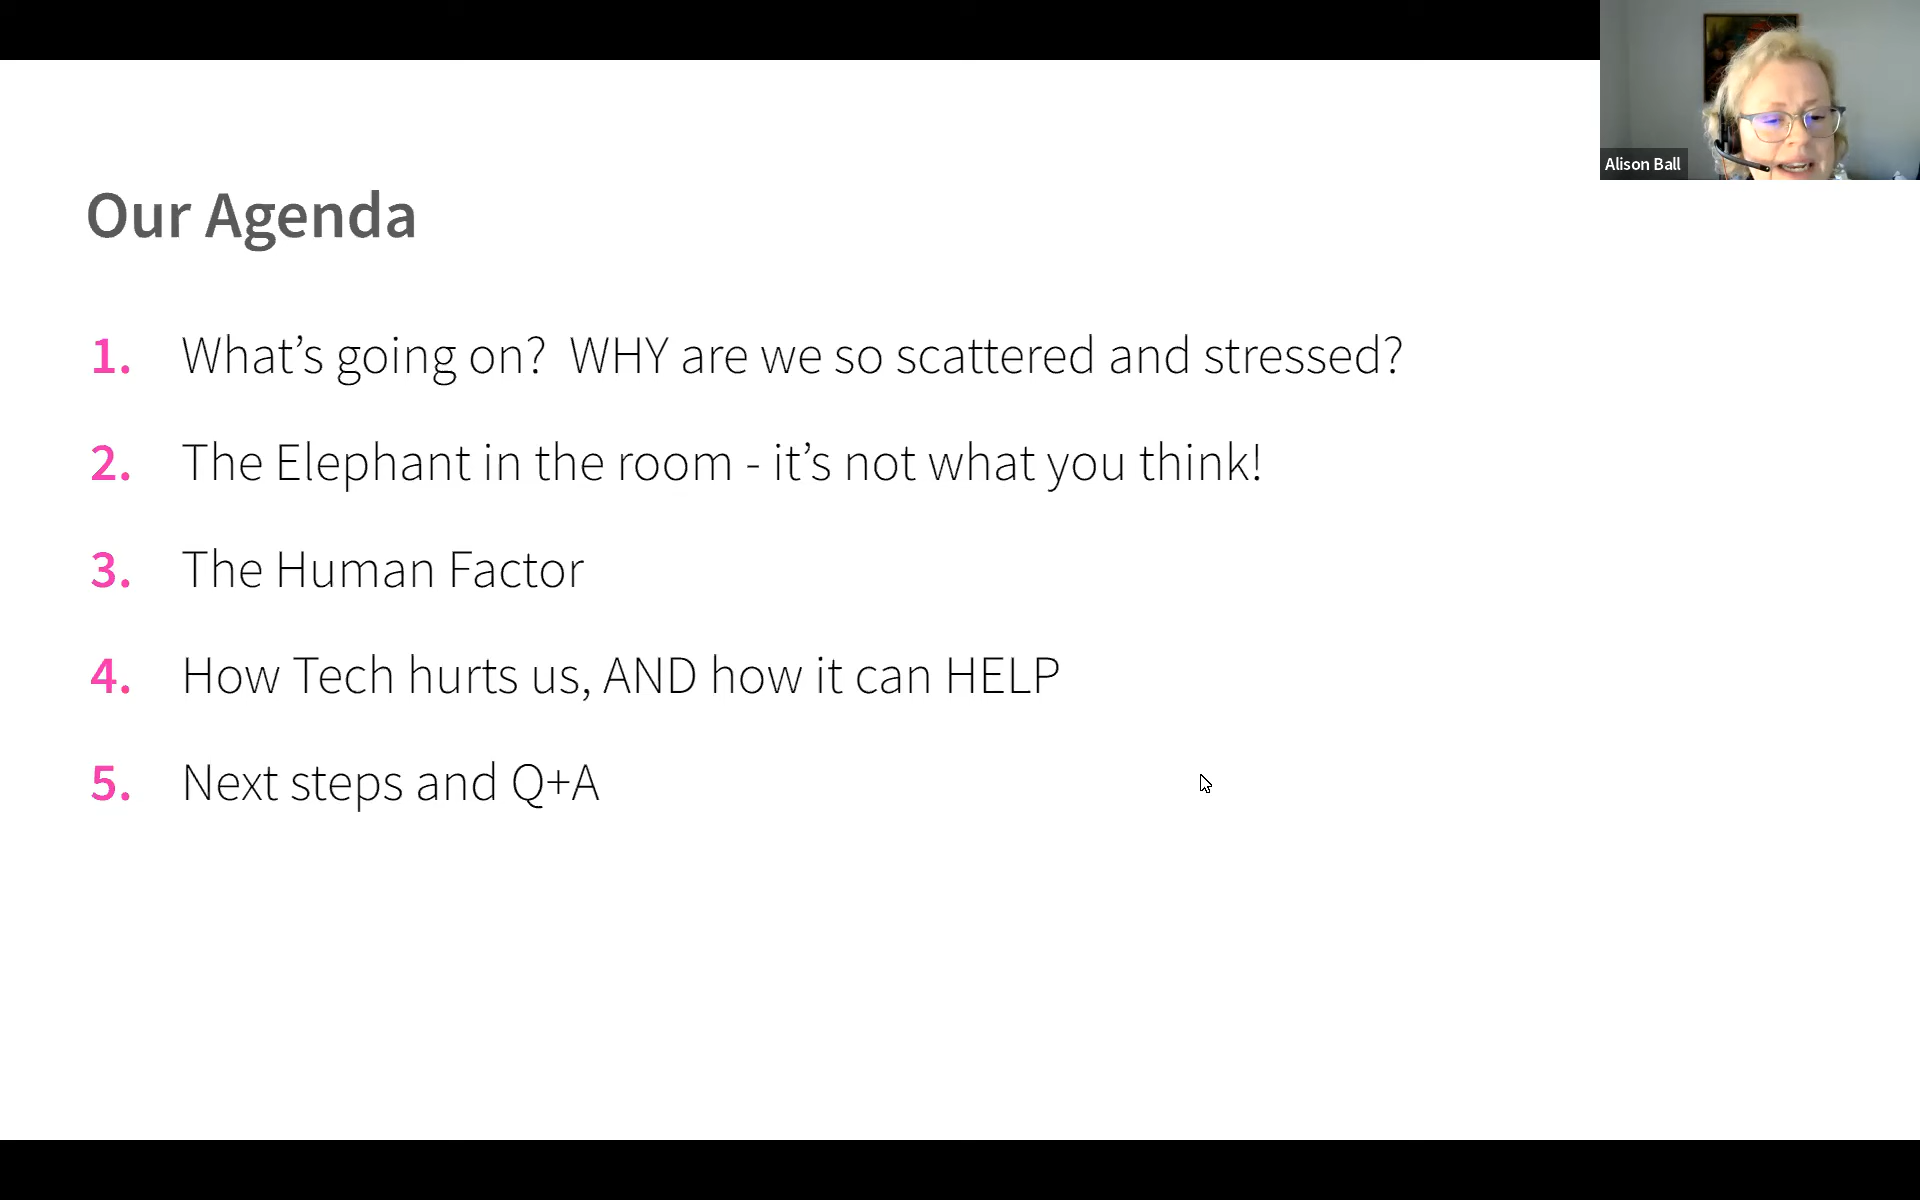 Alison Ball
Our Agenda
1. What’s going on?  WHY are we so scattered and stressed?
2. The Elephant in the room - it’s not what you think!
3. The Human Factor
4. How Tech hurts us, AND how it can HELP
5. Next steps and Q+A